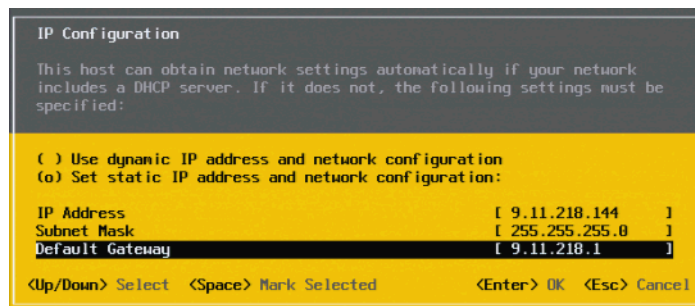 IP Configuration
This host can obtain network settings automatically if your network
includes a DHCP server. If it does not, the following settings must be
specified:
( ) Use dynamic IP address and network configuration
(o) Set static IP address and network configuration:
IP Address [ 9.11.218.144 ]
Subnet Mask [ 255.255.255.0 ]
Default Gateway [ 9.11.218.1 ]
<Up/Down> Select <Space> Mark Selected <Enter> OK <Esc> Cancel